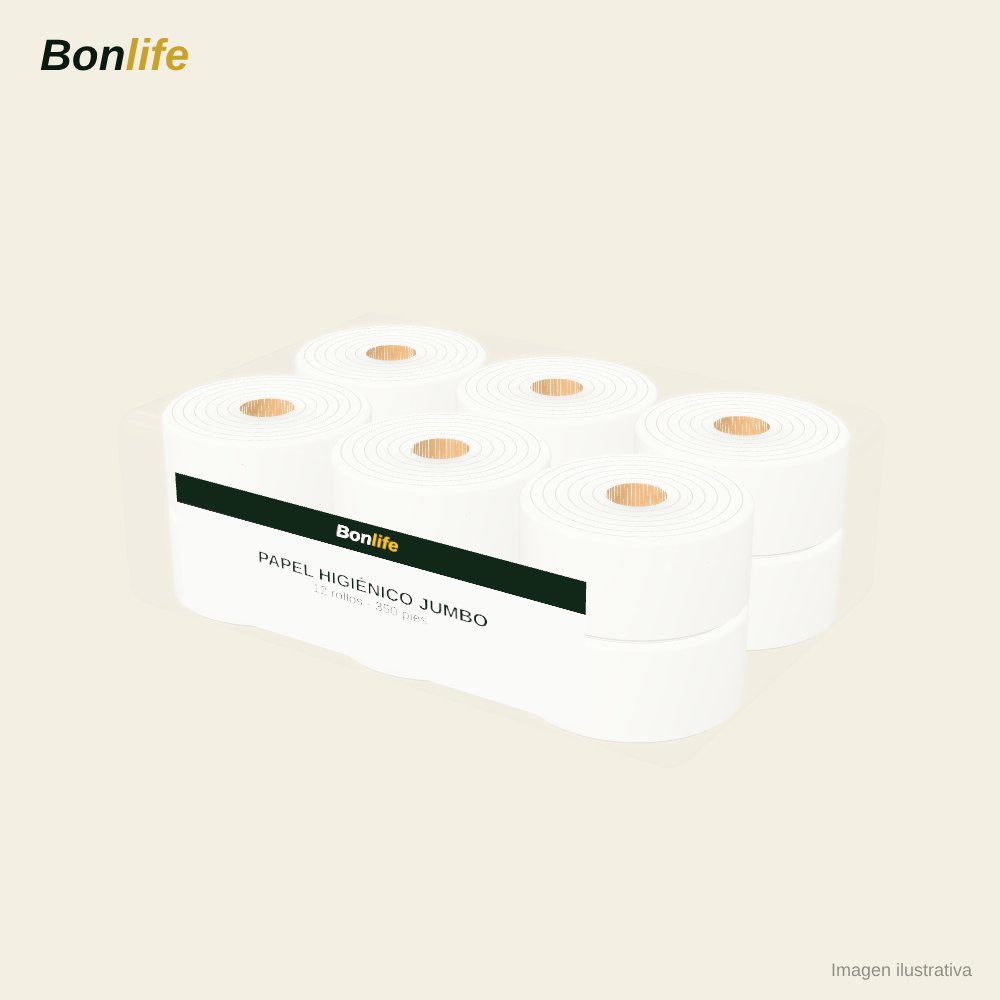 Bonlife
Bonlife
PAPEL HIGIÉNICO JUMBO
12 rollos · 350 pies
Imagen ilustrativa